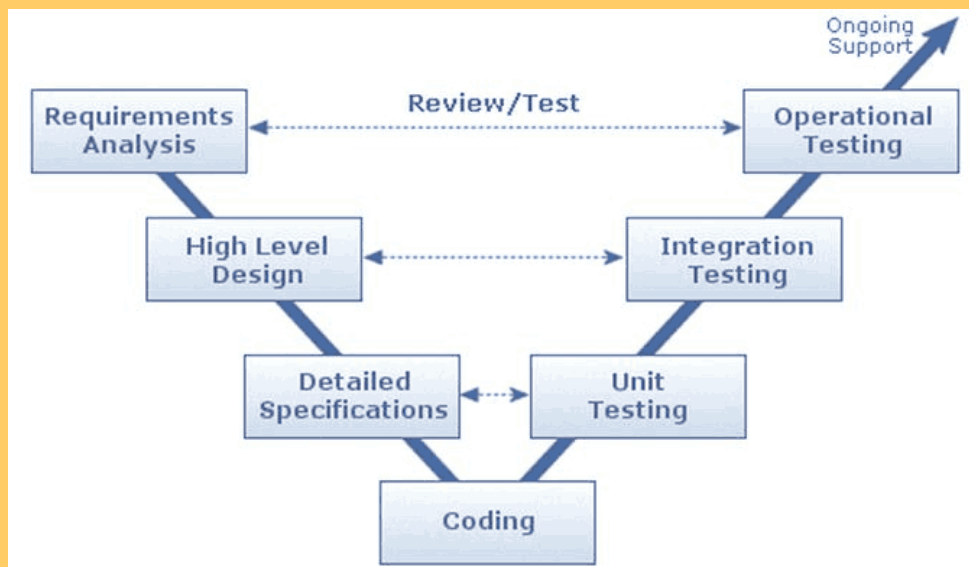 Ongoing
Support
Review/Test
Requirements
Analysis
Operational
Testing
High Level
Design
Integration
Testing
Detailed
Specifications
Unit
Testing
Coding